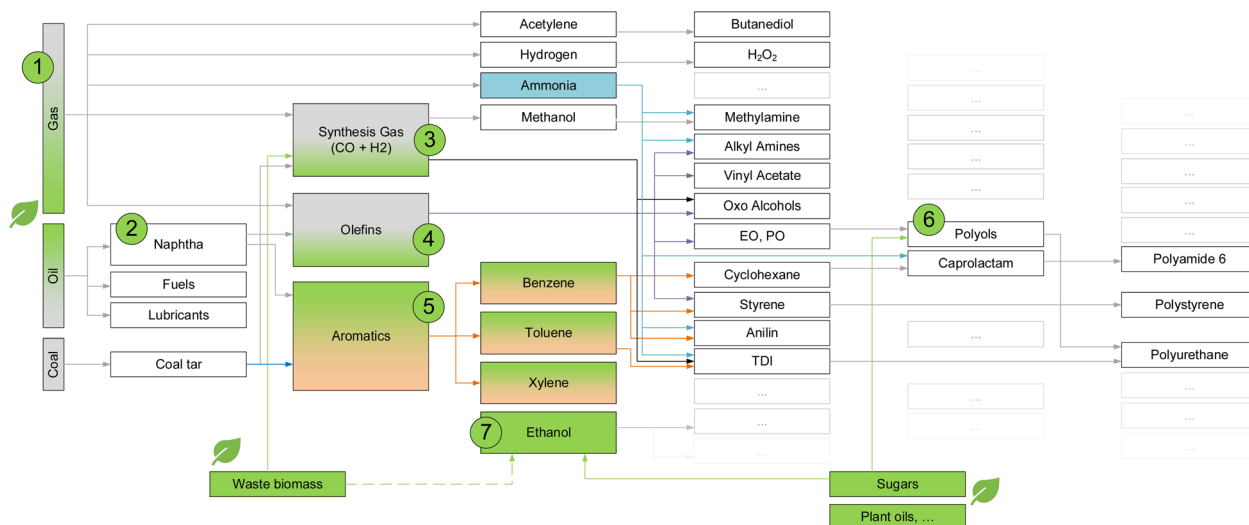 Acetylene
Butanediol
Hydrogen
H₂O₂
...
1
Ammonia
...
...
Gas
Synthesis Gas
(CO + H2)
3
Methanol
Methylamine
...
...
Alkyl Amines
...
...
Vinyl Acetate
...
...
Oxo Alcohols
...
2
Naphtha
Olefins
4
EO, PO
6
Polyols
...
Oil
Cyclohexane
Caprolactam
Polyamide 6
Fuels
Benzene
Styrene
Polystyrene
Lubricants
5
Aromatics
Toluene
Anilin
...
Coal
Coal tar
TDI
Polyurethane
Xylene
...
...
...
7
Ethanol
...
...
...
...
...
Waste biomass
Sugars
Plant oils, …